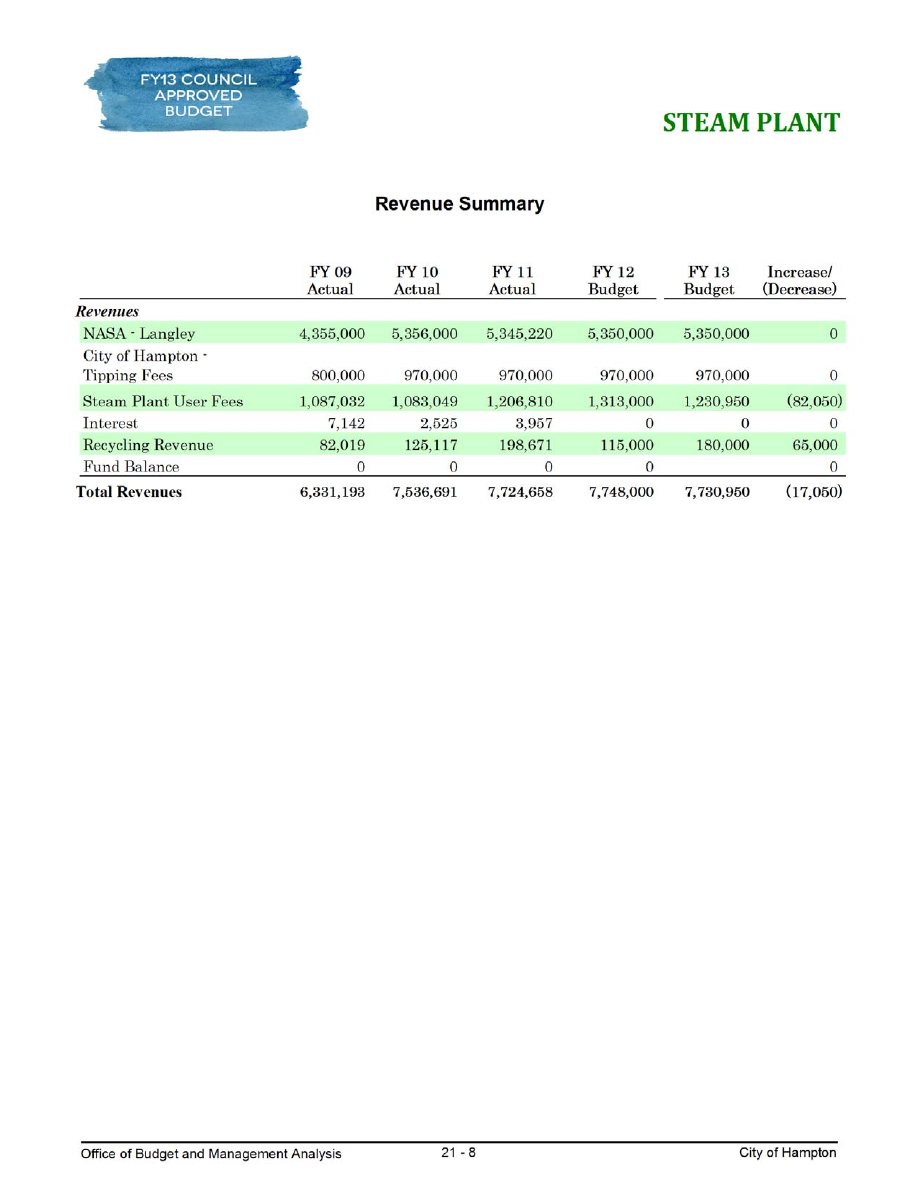 FY13 COUNCIL
APPROVED
BUDGET
STEAM PLANT
Revenue Summary
FY 09 FY 10 FY 11 FY 12 FY 13 Increase/
Actual Actual Actual Budget Budget (Decrease)
Revenues
NASA - Langley 4,355,000 5,356,000 5,345,220 5,350,000 5,350,000 0
City of Hampton -
Tipping Fees 800,000 970,000 970,000 970,000 970,000 0
Steam Plant User Fees 1,087,032 1,083,049 1,206,810 1,313,000 1,230,950 (82,050)
Interest 7,142 2,525 3,957 0 0 0
Recycling Revenue 82,019 125,117 198,671 115,000 180,000 65,000
Fund Balance 0 0 0 0 0
Total Revenues 6,331,193 7,536,691 7,724,658 7,748,000 7,730,950 (17,050)
Office of Budget and Management Analysis 21 - 8 City of Hampton